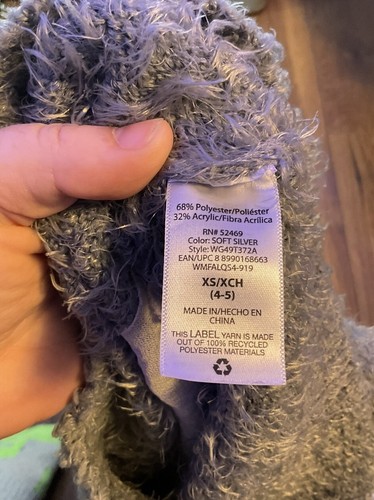 68% Polyester/Poliéster
32% Acrylic/Fibra Acrílica
RN# 52469
Color: SOFT SILVER
Style: WG49T372A
EAN/UPC 8 8990168663
WMFALQS4-919
XS/XCH
(4-5)
MADE IN/HECHO EN
CHINA
THIS LABEL YARN IS MADE
OUT OF 100% RECYCLED
POLYESTER MATERIALS